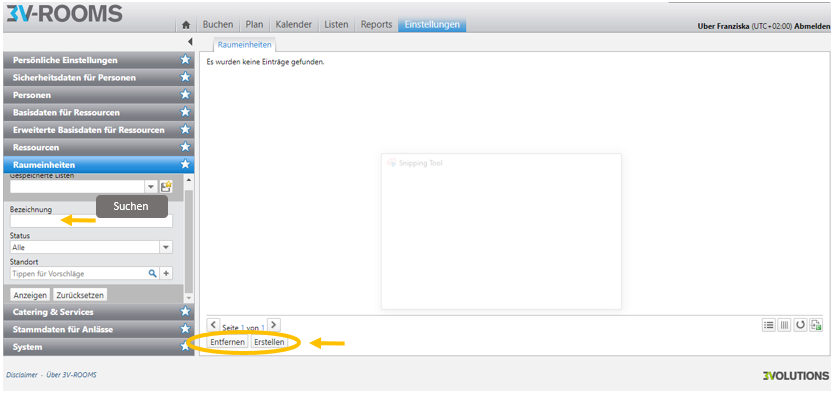 3V-ROOMS
Buchen Plan Kalender Listen Reports Einstellungen
Uber Franziska (UTC+02:00) Abmelden
Persönliche Einstellungen
Sicherheitsdaten für Personen
Personen
Basisdaten für Ressourcen
Erweiterte Basisdaten für Ressourcen
Ressourcen
Raumeinheiten
Gespeicherte Listen
Suchen
Bezeichnung
Status
Alle
Standort
Tippen für Vorschläge
Anzeigen Zurücksetzen
Catering & Services
Stammdaten für Anlässe
System
Raumeinheiten
Es wurden keine Einträge gefunden.
Snipping Tool
Seite 1 von 1
Entfernen Erstellen
Disclaimer - Über 3V-ROOMS
3VOLUTIONS